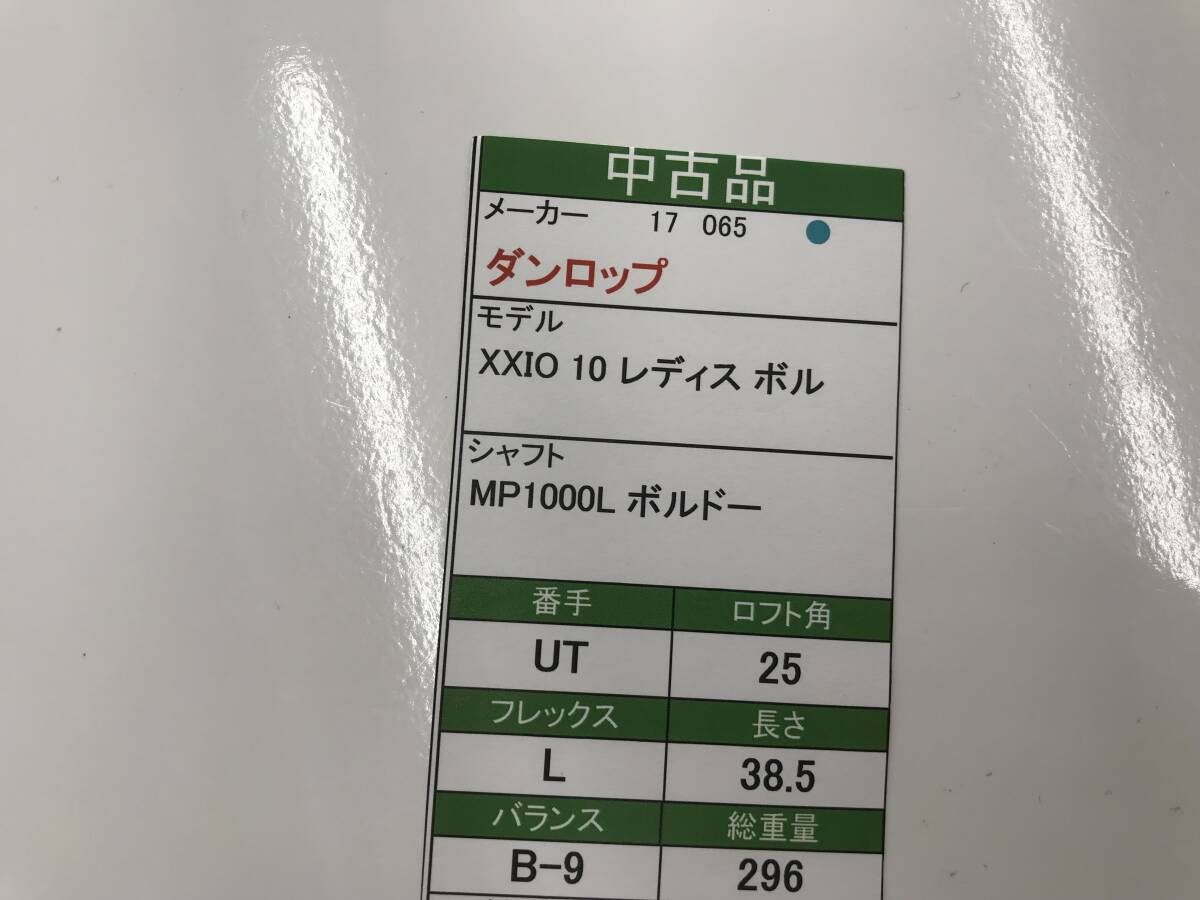 中古品
メーカー 17 065
ダンロップ
モデル
XXIO 10 レディス ボル
シャフト
MP1000L ボルドー
番手 ロフト角
UT 25
フレックス 長さ
L 38.5
バランス 総重量
B-9 296